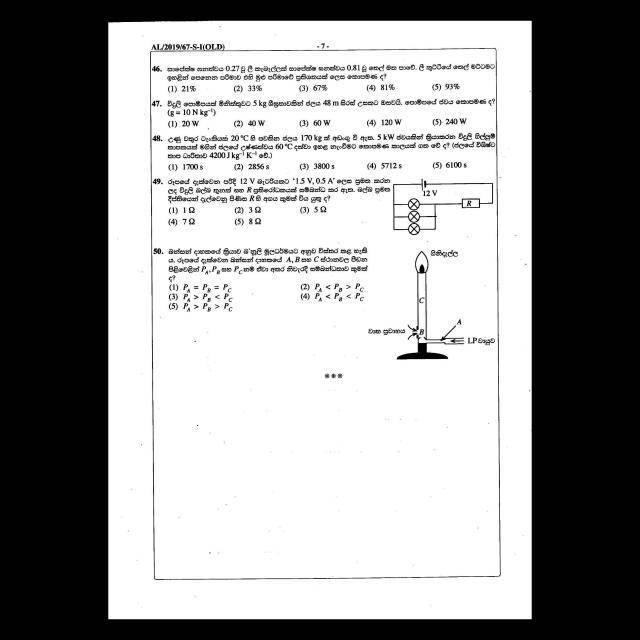 AL/2019/67-S-I(OLD)
- 7 -
46. සාපේක්ෂ ඝනත්වය 0.27 වූ ලී කැබැල්ලක් සාපේක්ෂ ඝනත්වය 0.81 වූ තෙල් මත පාවේ. ලී කුට්ටියේ තෙල් මට්ටමට
ඉහළින් පෙනෙන පරිමාව එහි මුළු පරිමාවේ ප්‍රතිශතයක් ලෙස කොපමණ ද?
(1) 21% (2) 33% (3) 67% (4) 81% (5) 93%
47. විදුලි පොම්පයක් මිනිත්තුවට 5 kg ශීඝ්‍රතාවකින් ජලය 48 m සිරස් උසකට ඔසවයි. පොම්පයේ ජවය කොපමණ ද?
(g = 10 N kg⁻¹)
(1) 20 W (2) 40 W (3) 60 W (4) 120 W (5) 240 W
48. උණු වතුර ටැංකියක 20 °C හි පවතින ජලය 170 kg ක් අඩංගු වී ඇත. 5 kW ජවයකින් ක්‍රියාකරන විදුලි ගිල්ලුම්
තාපකයක් මගින් ජලයේ උෂ්ණත්වය 60 °C දක්වා ඉහළ නැංවීමට කොපමණ කාලයක් ගත වේ ද? (ජලයේ විශිෂ්ට
තාප ධාරිතාව 4200 J kg⁻¹ K⁻¹ වේ.)
(1) 1700 s (2) 2856 s (3) 3800 s (4) 5712 s (5) 6100 s
49. රූපයේ දැක්වෙන පරිදි 12 V බැටරියකට '1.5 V, 0.5 A' ලෙස ප්‍රමත කරන
ලද විදුලි බල්බ තුනක් සහ R ප්‍රතිරෝධකයක් සම්බන්ධ කර ඇත. බල්බ ප්‍රමත
දීප්තියෙන් දැල්වෙනු පිණිස R හි අගය කුමක් විය යුතු ද?
(1) 1 Ω (2) 3 Ω (3) 5 Ω
(4) 7 Ω (5) 8 Ω
12 V
R
50. බන්සන් දාහකයේ ක්‍රියාව බ'නූලි මූලධර්මයට අනුව විස්තර කළ හැකි
ය. රූපයේ දැක්වෙන බන්සන් දාහකයේ A, B සහ C ස්ථානවල පීඩන
පිළිවෙළින් P_A, P_B සහ P_C නම් ඒවා අතර නිවැරදි සම්බන්ධතාව කුමක්
ද?
(1) P_A = P_B = P_C (2) P_A < P_B > P_C
(3) P_A > P_B < P_C (4) P_A < P_B < P_C
(5) P_A > P_B > P_C
ගිනිදැල්ල
C
වාත ප්‍රවාහය
B
A
LP වායුව
***